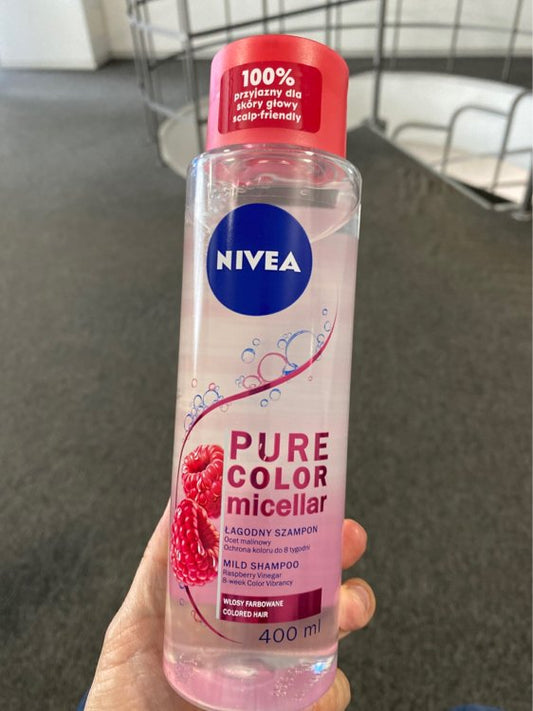 100%
przyjazny dla
skóry głowy
scalp-friendly
NIVEA
PURE
COLOR
micellar
ŁAGODNY SZAMPON
Ocet malinowy
Ochrona koloru do 8 tygodni
MILD SHAMPOO
Raspberry Vinegar
8-week Color Vibrancy
WŁOSY FARBOWANE
COLORED HAIR
400 ml